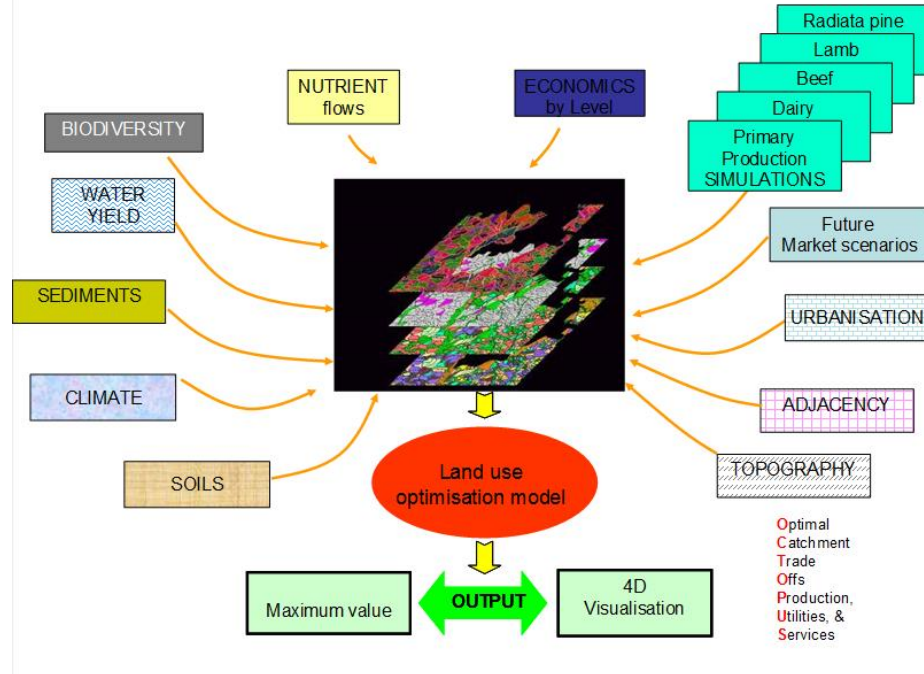 Radiata pine
Lamb
Beef
Dairy
Primary
Production
SIMULATIONS
NUTRIENT
flows
ECONOMICS
by Level
BIODIVERSITY
WATER
YIELD
SEDIMENTS
CLIMATE
SOILS
Future
Market scenarios
URBANISATION
ADJACENCY
TOPOGRAPHY
Land use
optimisation model
Maximum value
OUTPUT
4D
Visualisation
Optimal
Catchment
Trade
Offs
Production,
Utilities, &
Services